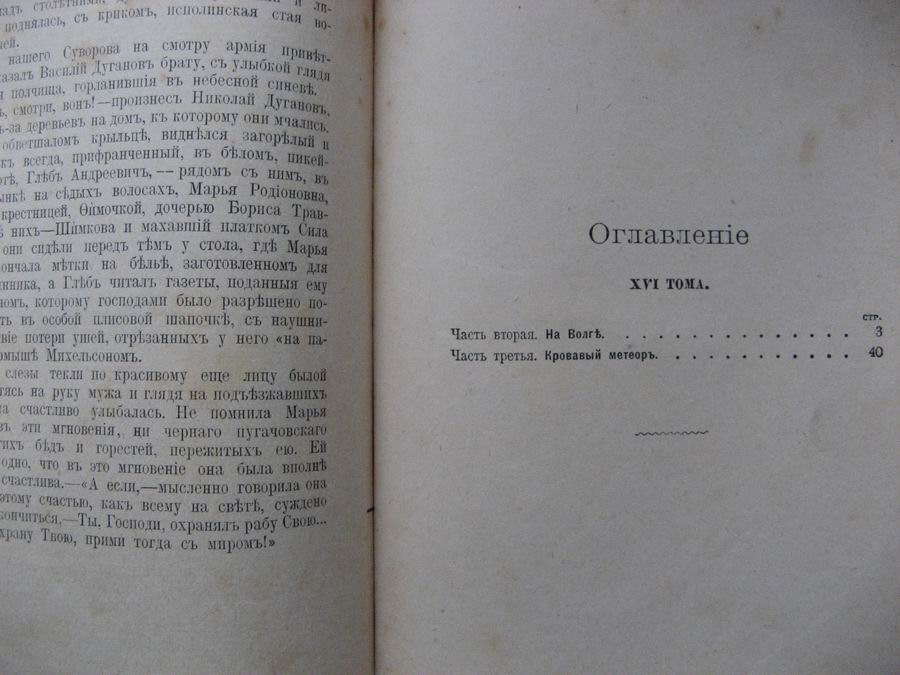 столѣтними,
поднялась, съ крикомъ, исполинская стая во-
нашего Суворова на смотру армія привѣт-
Василій Дугановъ брату, съ улыбкой глядя
полчища, горланившія въ небесной синевѣ.
смотри, вонъ!—произнесъ Николай Дугановъ,
за деревьевъ на домъ, къ которому они мчались.
обветшаломъ крыльцѣ, виднѣлся загорѣлый и
всегда, прифранченный, въ бѣломъ, пикей-
Глѣбъ Андреевичъ, — рядомъ съ нимъ, въ
на сѣдыхъ волосахъ, Марья Родіоновна,
крестницей, Ѳимочкой, дочерью Бориса Трав-
нихъ—Шимкова и махавшій платкомъ Сила
они сидѣли передъ тѣмъ у стола, гдѣ Марья
мѣтки на бѣльѣ, заготовленномъ для
а Глѣбъ читалъ газеты, поданныя ему
которому господами было разрѣшено по-
въ особой плисовой шапочкѣ, съ наушни-
потери ушей, отрѣзанныхъ у него «на па-
Михельсономъ.
слезы текли по красивому еще лицу былой
на руку мужа и глядя на подъѣзжавшихъ
счастливо улыбалась. Не помнила Марья
въ эти мгновенія, ни чернаго пугачовскаго
бѣдъ и горестей, пережитыхъ ею. Ей
одно, что въ это мгновеніе она была вполнѣ
счастлива.—«А если,—мысленно говорила она
этому счастью, какъ всему на свѣтѣ, суждено
Ты, Господи, охранялъ рабу Свою...
Твою, прими тогда съ миромъ!»
Оглавленіе
XVI ТОМА.
СТР.
Часть вторая. На Волгѣ. . . . . . . . . . . . . . 3
Часть третья. Кровавый метеоръ. . . . . . . . . . . 40